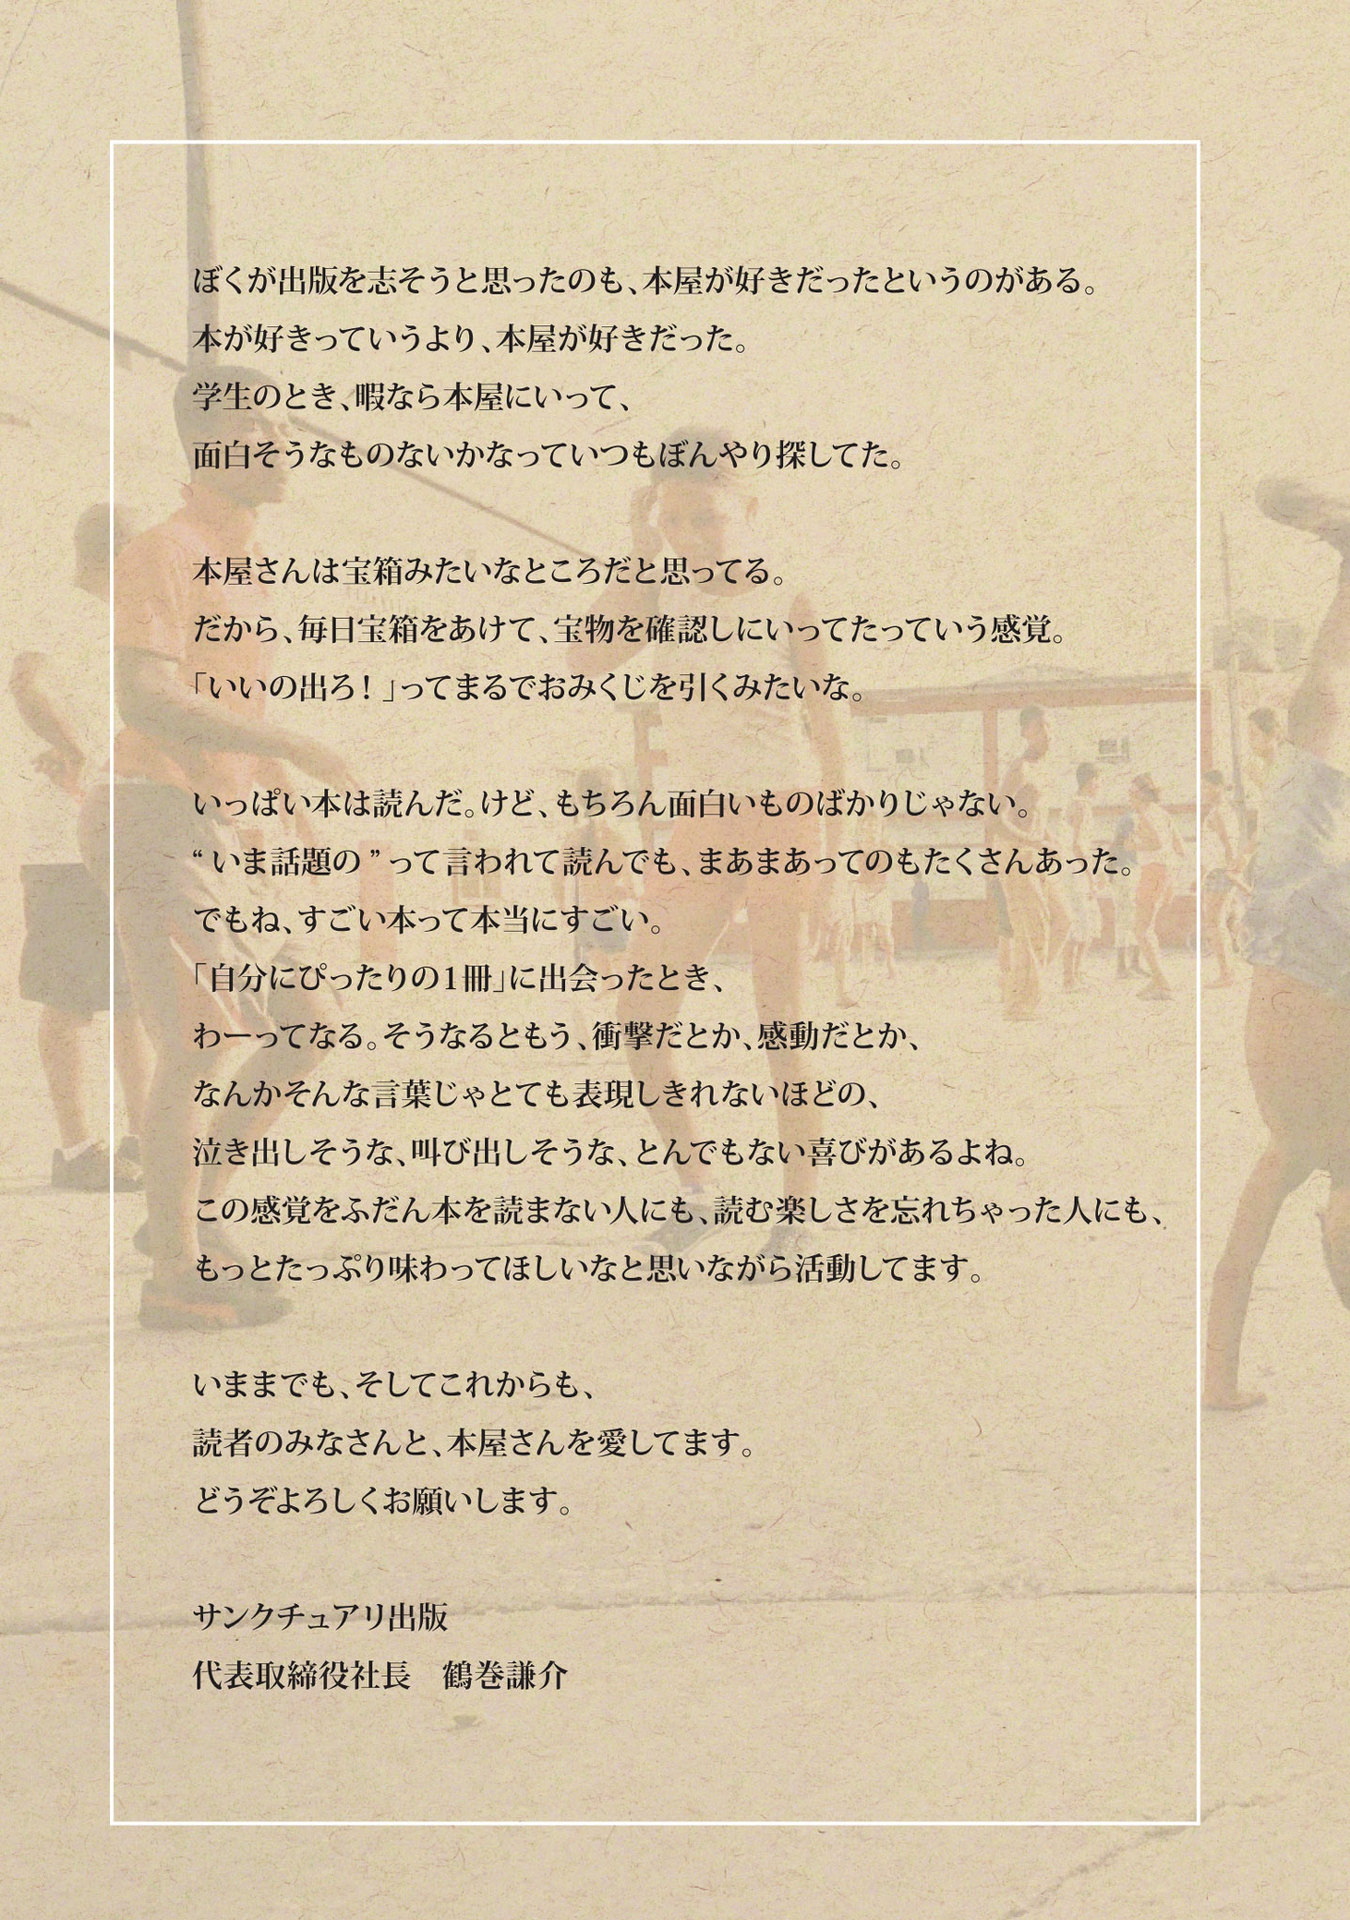 ぼくが出版を志そうと思ったのも、本屋が好きだったというのがある。
本が好きっていうより、本屋が好きだった。
学生のとき、暇なら本屋にいって、
面白そうなものないかなっていつもぼんやり探してた。
本屋さんは宝箱みたいなところだと思ってる。
だから、毎日宝箱をあけて、宝物を確認しにいってたっていう感覚。
「いいの出ろ！」ってまるでおみくじを引くみたいな。
いっぱい本は読んだ。けど、もちろん面白いものばかりじゃない。
“いま話題の”って言われて読んでも、まあまあってのもたくさんあった。
でもね、すごい本って本当にすごい。
「自分にぴったりの1冊」に出会ったとき、
わーってなる。そうなるともう、衝撃だとか、感動だとか、
なんかそんな言葉じゃとても表現しきれないほどの、
泣き出しそうな、叫び出しそうな、とんでもない喜びがあるよね。
この感覚をふだん本を読まない人にも、読む楽しさを忘れちゃった人にも、
もっとたっぷり味わってほしいなと思いながら活動してます。
いままでも、そしてこれからも、
読者のみなさんと、本屋さんを愛してます。
どうぞよろしくお願いします。
サンクチュアリ出版
代表取締役社長　鶴巻謙介